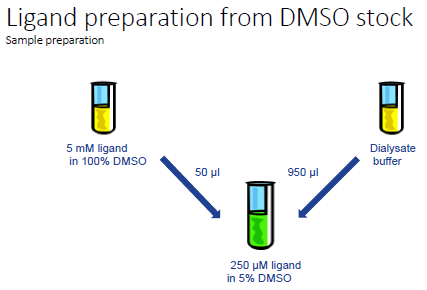 Ligand preparation from DMSO stock
Sample preparation
5 mM ligand
in 100% DMSO
50 µl
950 µl
Dialysate
buffer
250 µM ligand
in 5% DMSO